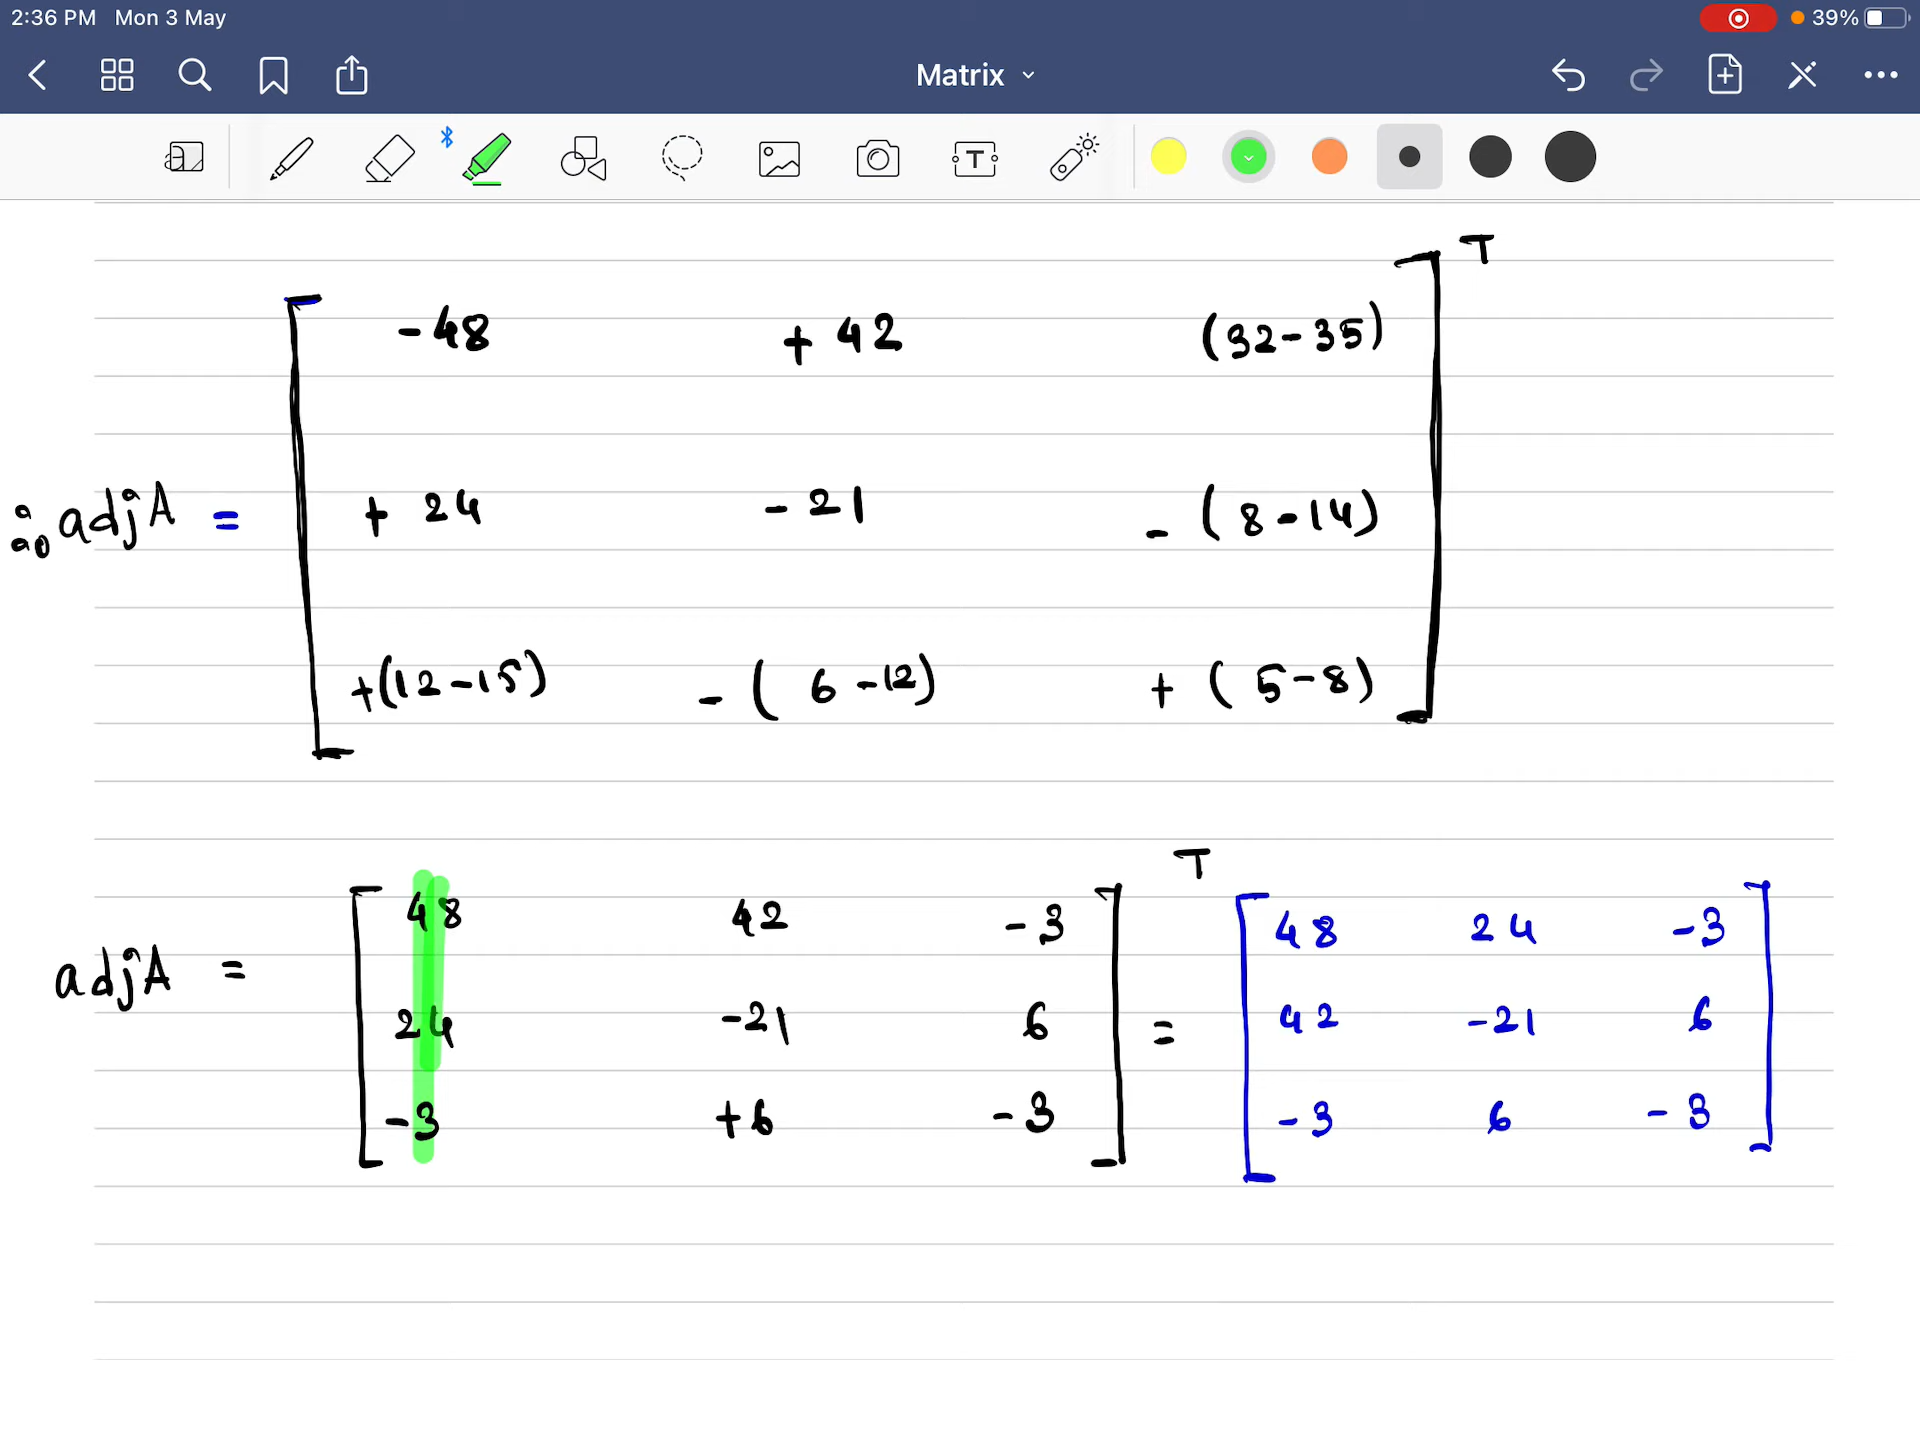 2:36 PM Mon 3 May 39%
Matrix
T
-48 + 42 (32-35)
∴ adjA = + 24 - 21 - (8-14)
+(12-15) - (6-12) + (5-8)
T
48 42 -3 48 24 -3
adjA = 24 -21 6 = 42 -21 6
-3 +6 -3 -3 6 -3